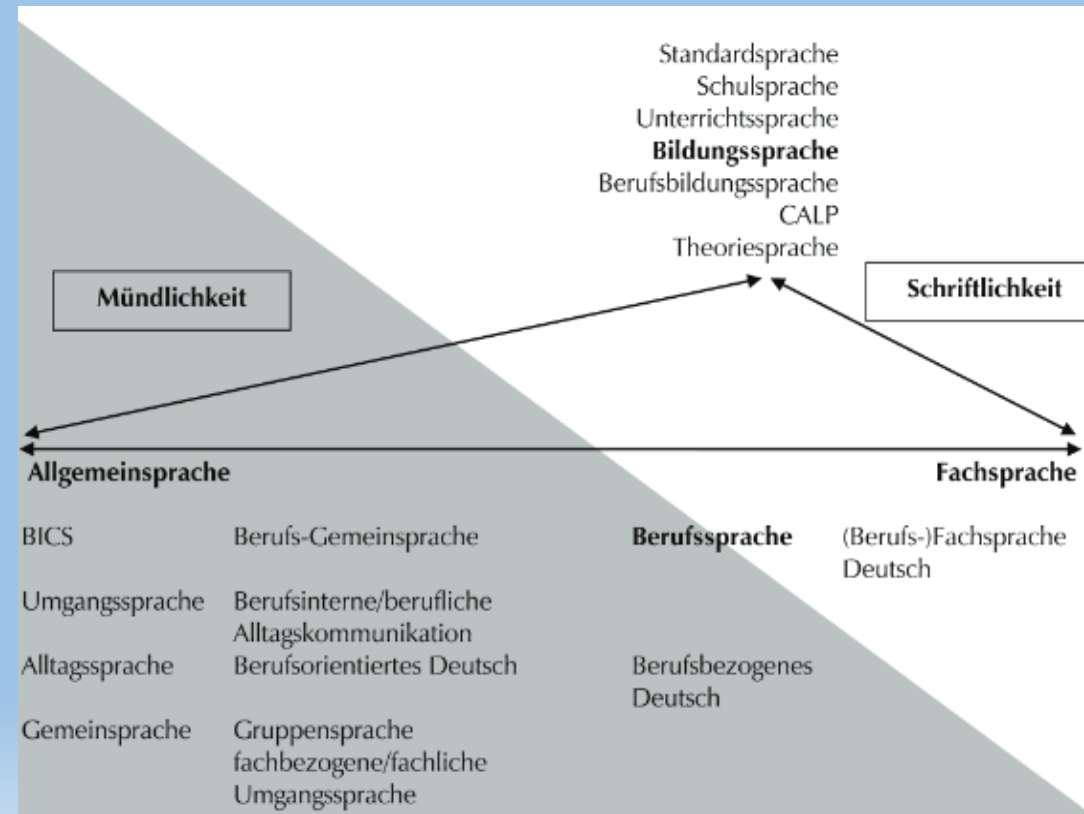 Standardsprache
Schulsprache
Unterrichtssprache
Bildungssprache
Berufsbildungssprache
CALP
Theoriesprache
Mündlichkeit
Schriftlichkeit
Allgemeinsprache
Fachsprache
BICS
Berufs-Gemeinsprache
Berufssprache
(Berufs-)Fachsprache
Deutsch
Umgangssprache
Berufsinterne/berufliche
Alltagskommunikation
Alltagssprache
Berufsorientiertes Deutsch
Berufsbezogenes
Deutsch
Gemeinsprache
Gruppensprache
fachbezogene/fachliche
Umgangssprache